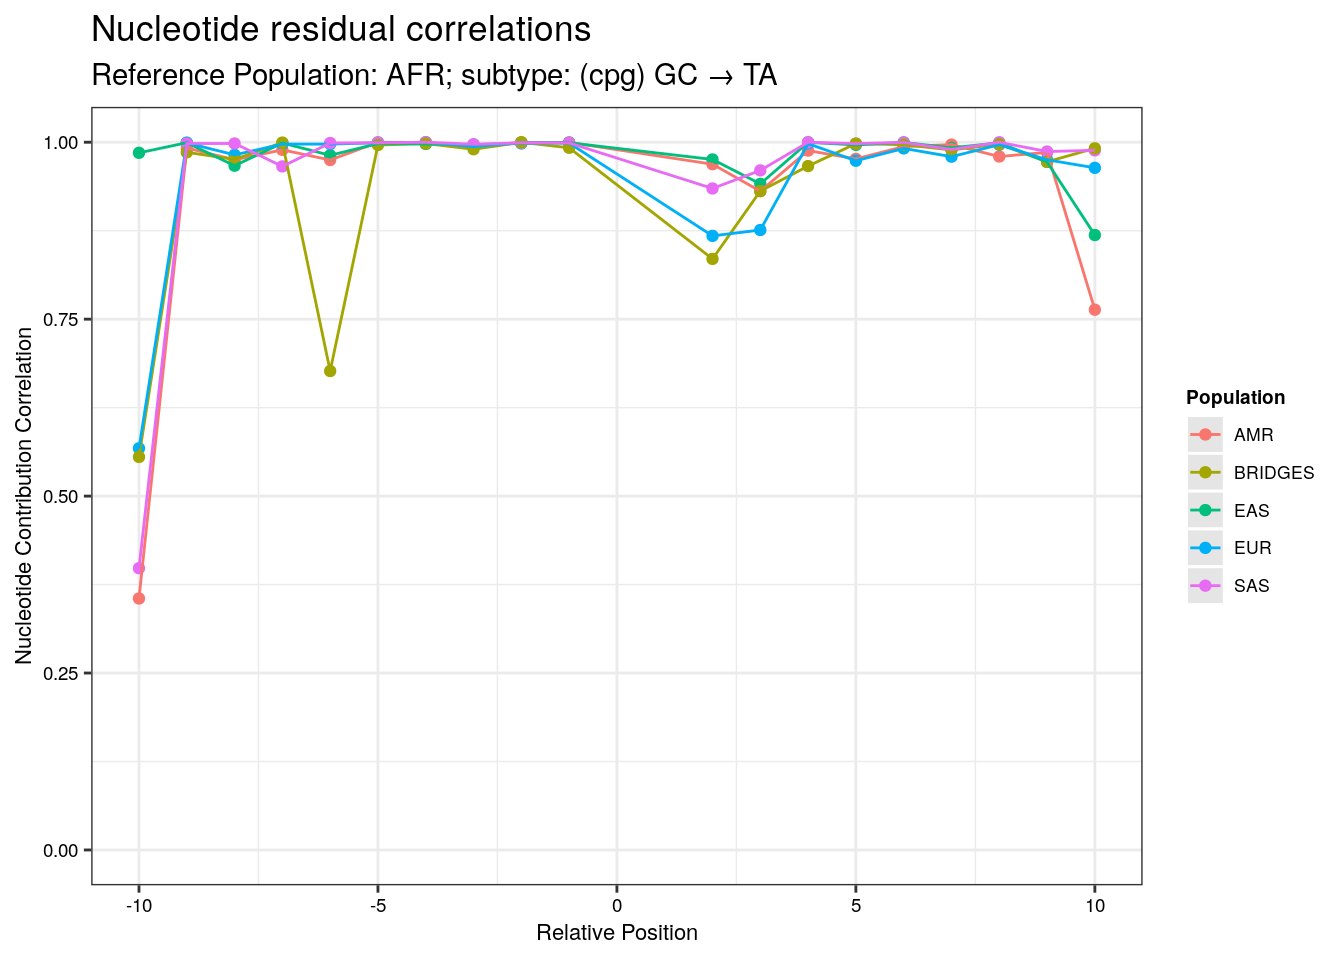 Nucleotide residual correlations
Reference Population: AFR; subtype: (cpg) GC → TA
Nucleotide Contribution Correlation
1.00
0.75
0.50
0.25
0.00
-10
-5
0
5
10
Relative Position
Population
AMR
BRIDGES
EAS
EUR
SAS